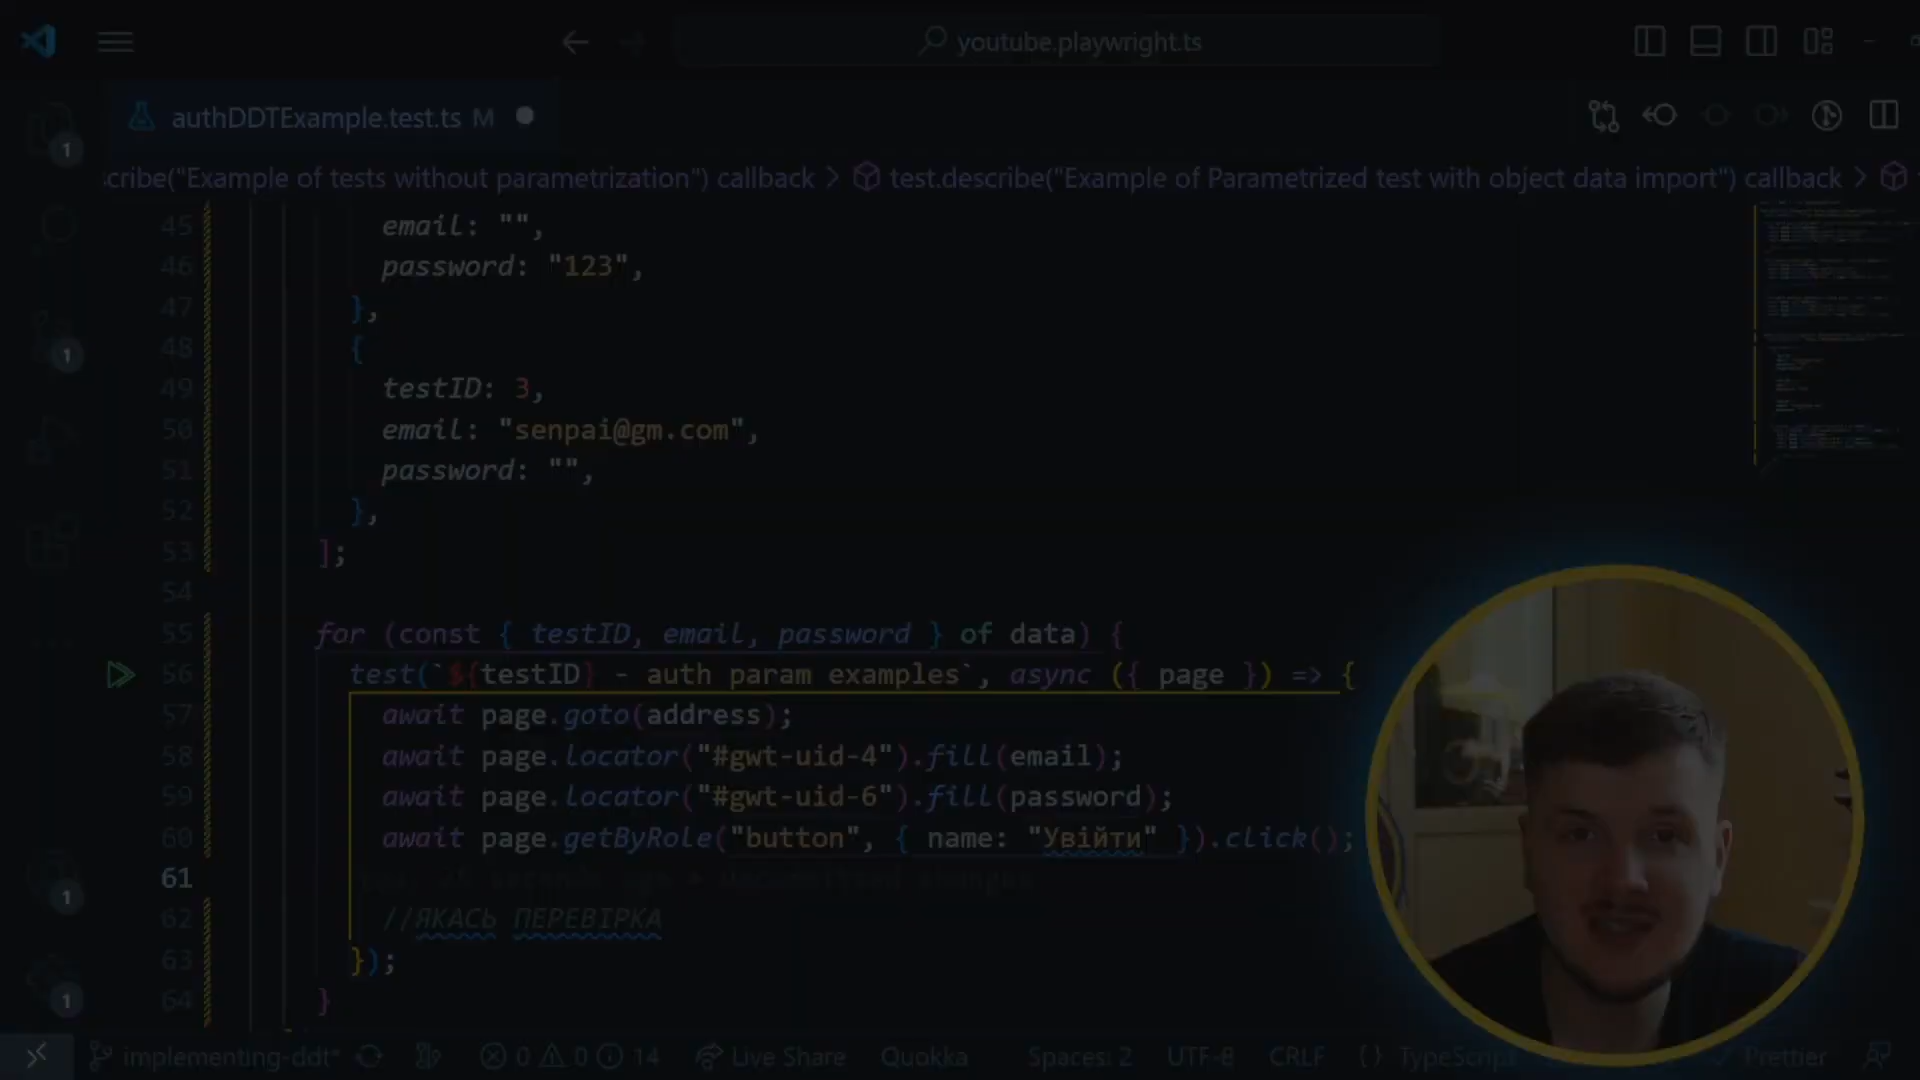 youtube.playwright.ts
authDDTExample.test.ts M
cribe("Example of tests without parametrization") callback > test.describe("Example of Parametrized test with object data import") callback >
45 email: "",
46 password: "123",
47 },
48 {
49 testID: 3,
50 email: "senpai@gm.com",
51 password: "",
52 },
53 ];
54
55 for (const { testID, email, password } of data) {
56 test(`${testID} - auth param examples`, async ({ page }) => {
57 await page.goto(address);
58 await page.locator("#gwt-uid-4").fill(email);
59 await page.locator("#gwt-uid-6").fill(password);
60 await page.getByRole("button", { name: "Увійти" }).click();
61
62 //ЯКАСЬ ПЕРЕВІРКА
63 });
64 }
1
1
1
1
implementing-ddt* 0 0 14 Live Share Quokka Spaces: 2 UTF-8 CRLF {} TypeScript Prettier